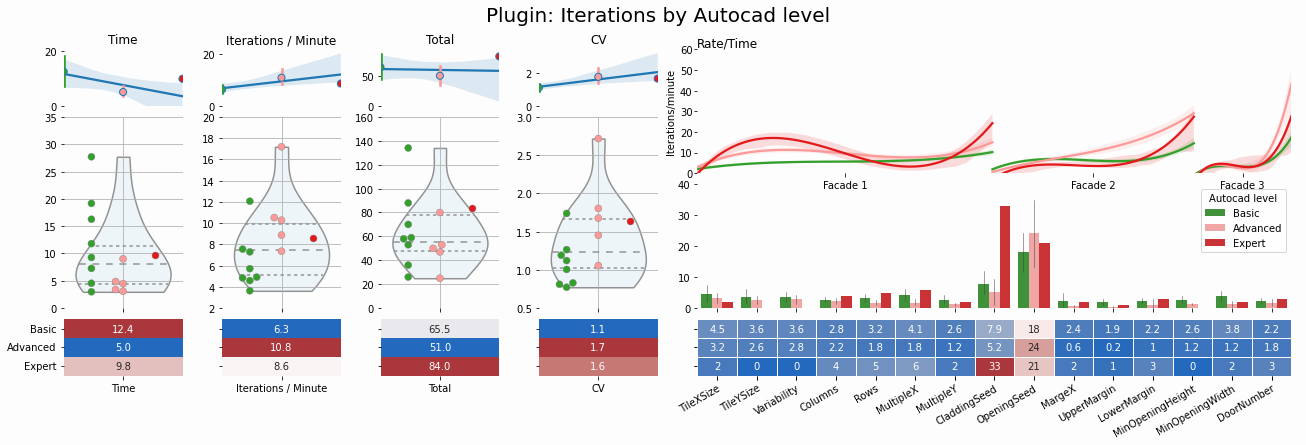 Plugin: Iterations by Autocad level
Time
Iterations / Minute
Total
CV
Rate/Time
20
0
20
0
50
0
2
0
60
50
40
30
20
10
0
Iterations/minute
Facade 1
Facade 2
Facade 3
35
30
25
20
15
10
5
0
20
18
16
14
12
10
8
6
4
2
160
140
120
100
80
60
40
20
0
3.0
2.5
2.0
1.5
1.0
0.5
40
30
20
10
0
Autocad level
Basic
Advanced
Expert
Basic 12.4 6.3 65.5 1.1 4.5 3.6 3.6 2.8 3.2 4.1 2.6 7.9 18 2.4 1.9 2.2 2.6 3.8 2.2
Advanced 5.0 10.8 51.0 1.7 3.2 2.6 2.8 2.2 1.8 1.8 1.2 5.2 24 0.6 0.2 1 1.2 1.2 1.8
Expert 9.8 8.6 84.0 1.6 2 0 0 4 5 6 2 33 21 2 1 3 0 2 3
Time
Iterations / Minute
Total
CV
TileXSize
TileYSize
Variability
Columns
Rows
MultipleX
MultipleY
CladdingSeed
OpeningSeed
MargeX
UpperMargin
LowerMargin
MinOpeningHeight
MinOpeningWidth
DoorNumber